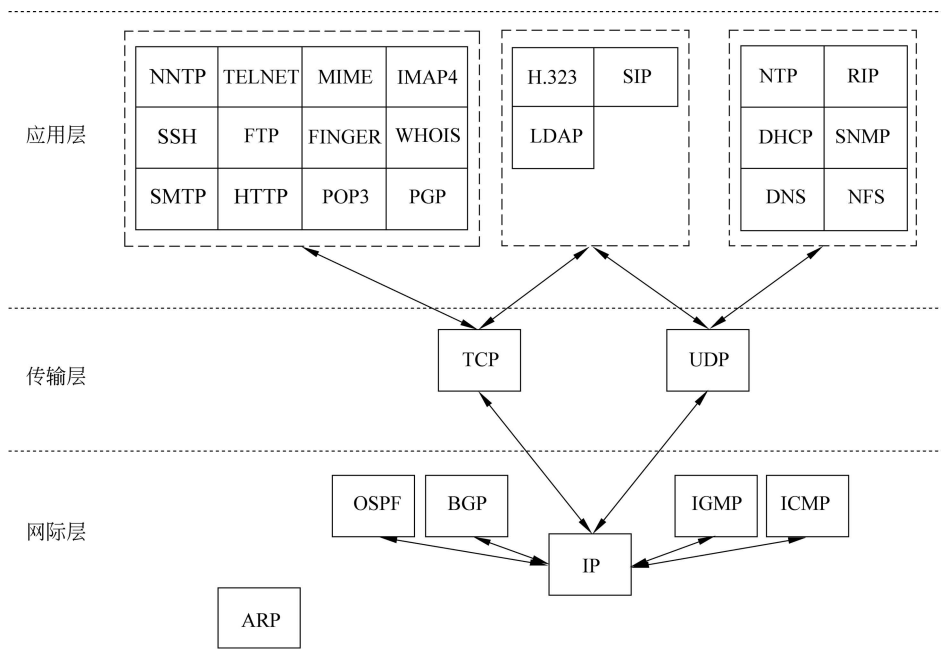 应用层
NNTP TELNET MIME IMAP4
SSH FTP FINGER WHOIS
SMTP HTTP POP3 PGP
H.323 SIP
LDAP
NTP RIP
DHCP SNMP
DNS NFS
传输层
TCP UDP
网际层
OSPF BGP IGMP ICMP
IP
ARP